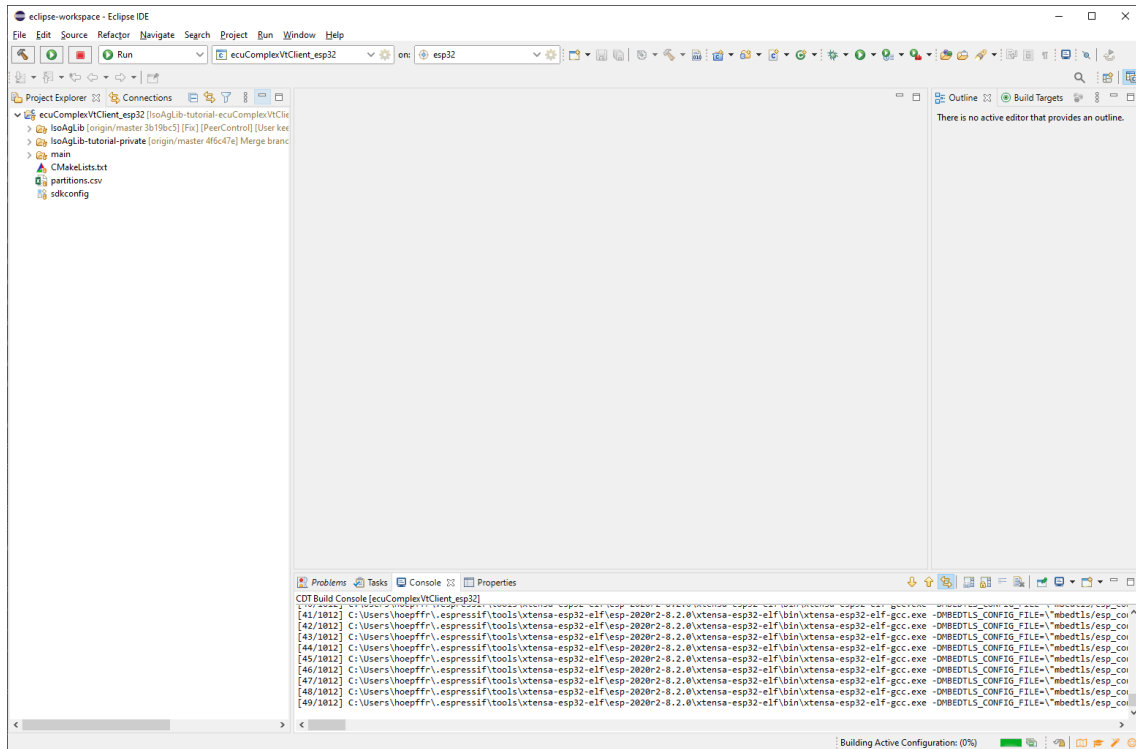 eclipse-workspace - Eclipse IDE
File Edit Source Refactor Navigate Search Project Run Window Help
Run ecuComplexVtClient_esp32 on: esp32
Project Explorer Connections
ecuComplexVtClient_esp32 [IsoAgLib-tutorial-ecuComplexVtClie
IsoAgLib [origin/master 3b19bc5] [Fix] [PeerControl] [User kee
IsoAgLib-tutorial-private [origin/master 4f6c47e] Merge branc
main
CMakeLists.txt
partitions.csv
sdkconfig
Outline Build Targets
There is no active editor that provides an outline.
Problems Tasks Console Properties
CDT Build Console [ecuComplexVtClient_esp32]
[41/1012] C:\Users\hoepffr\.espressif\tools\xtensa-esp32-elf\esp-2020r2-8.2.0\xtensa-esp32-elf\bin\xtensa-esp32-elf-gcc.exe -DMBEDTLS_CONFIG_FILE=\"mbedtls/esp_co
[42/1012] C:\Users\hoepffr\.espressif\tools\xtensa-esp32-elf\esp-2020r2-8.2.0\xtensa-esp32-elf\bin\xtensa-esp32-elf-gcc.exe -DMBEDTLS_CONFIG_FILE=\"mbedtls/esp_co
[43/1012] C:\Users\hoepffr\.espressif\tools\xtensa-esp32-elf\esp-2020r2-8.2.0\xtensa-esp32-elf\bin\xtensa-esp32-elf-gcc.exe -DMBEDTLS_CONFIG_FILE=\"mbedtls/esp_co
[44/1012] C:\Users\hoepffr\.espressif\tools\xtensa-esp32-elf\esp-2020r2-8.2.0\xtensa-esp32-elf\bin\xtensa-esp32-elf-gcc.exe -DMBEDTLS_CONFIG_FILE=\"mbedtls/esp_co
[45/1012] C:\Users\hoepffr\.espressif\tools\xtensa-esp32-elf\esp-2020r2-8.2.0\xtensa-esp32-elf\bin\xtensa-esp32-elf-gcc.exe -DMBEDTLS_CONFIG_FILE=\"mbedtls/esp_co
[46/1012] C:\Users\hoepffr\.espressif\tools\xtensa-esp32-elf\esp-2020r2-8.2.0\xtensa-esp32-elf\bin\xtensa-esp32-elf-gcc.exe -DMBEDTLS_CONFIG_FILE=\"mbedtls/esp_co
[47/1012] C:\Users\hoepffr\.espressif\tools\xtensa-esp32-elf\esp-2020r2-8.2.0\xtensa-esp32-elf\bin\xtensa-esp32-elf-gcc.exe -DMBEDTLS_CONFIG_FILE=\"mbedtls/esp_co
[48/1012] C:\Users\hoepffr\.espressif\tools\xtensa-esp32-elf\esp-2020r2-8.2.0\xtensa-esp32-elf\bin\xtensa-esp32-elf-gcc.exe -DMBEDTLS_CONFIG_FILE=\"mbedtls/esp_co
[49/1012] C:\Users\hoepffr\.espressif\tools\xtensa-esp32-elf\esp-2020r2-8.2.0\xtensa-esp32-elf\bin\xtensa-esp32-elf-gcc.exe -DMBEDTLS_CONFIG_FILE=\"mbedtls/esp_co
Building Active Configuration: (0%)